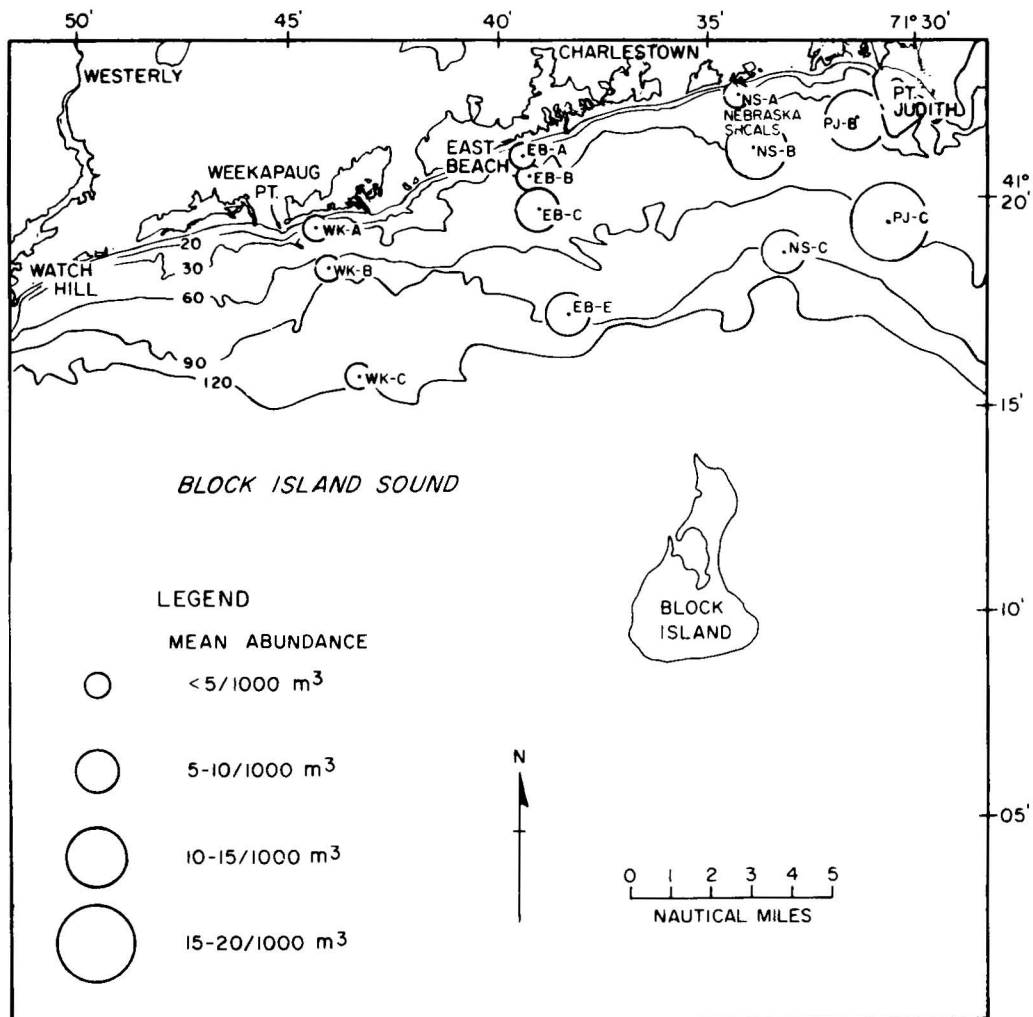 50' 45' 40' 35' 71° 30'
CHARLESTOWN
WESTERLY
PT.
JUDITH
NS-A
NEBRASKA
SHOALS
PJ-B
EAST
BEACH
EB-A
NS-B
WEEKAPAUG
PT.
EB-B
41°
20'
EB-C
PJ-C
WK-A
20
NS-C
30
WK-B
WATCH
HILL
60
EB-E
90
WK-C
120
15'
BLOCK ISLAND SOUND
LEGEND
10'
BLOCK
ISLAND
MEAN ABUNDANCE
<5/1000 m³
5-10/1000 m³
N
05'
10-15/1000 m³
0 1 2 3 4 5
NAUTICAL MILES
15-20/1000 m³